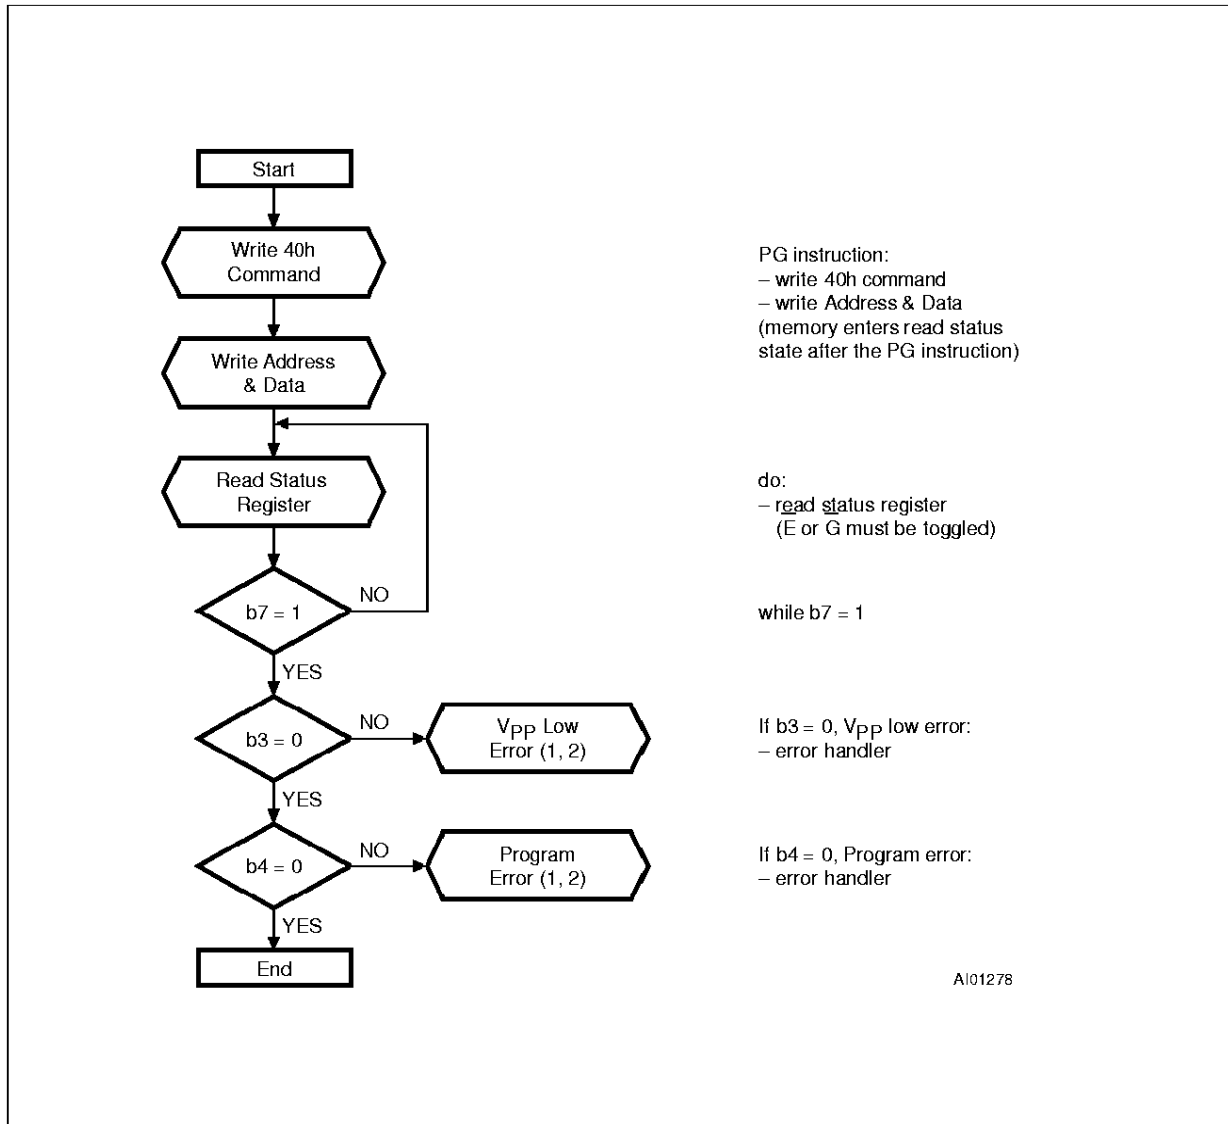 Start
Write 40h
Command
PG instruction:
– write 40h command
– write Address & Data
(memory enters read status
state after the PG instruction)
Write Address
& Data
Read Status
Register
do:
– read status register
(E or G must be toggled)
NO
b7 = 1
while b7 = 1
YES
NO
b3 = 0
VPP Low
Error (1, 2)
If b3 = 0, VPP low error:
– error handler
YES
NO
b4 = 0
Program
Error (1, 2)
If b4 = 0, Program error:
– error handler
YES
End
AI01278